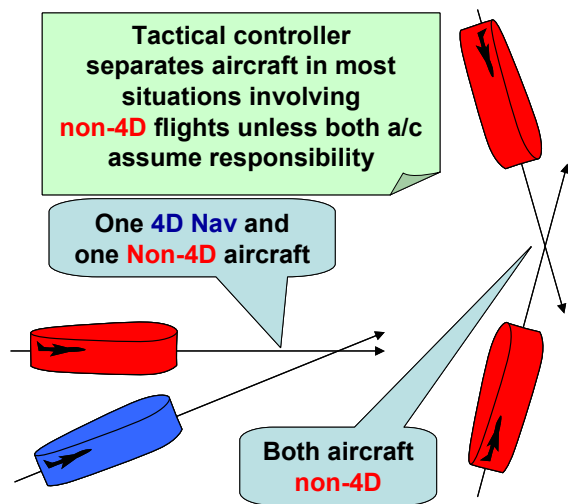 Tactical controller
separates aircraft in most
situations involving
non-4D flights unless both a/c
assume responsibility
One 4D Nav and
one Non-4D aircraft
Both aircraft
non-4D